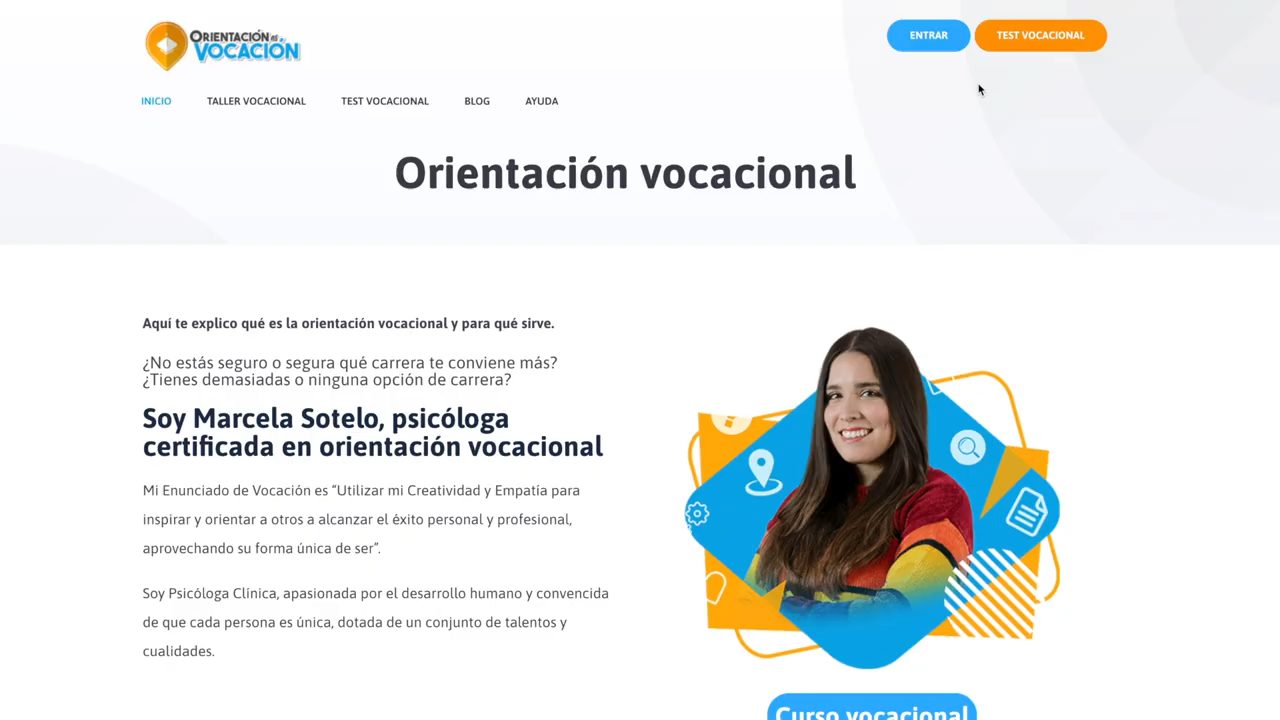 ORIENTACIÓN ES
VOCACIÓN
ENTRAR
TEST VOCACIONAL
INICIO
TALLER VOCACIONAL
TEST VOCACIONAL
BLOG
AYUDA
Orientación vocacional
Aquí te explico qué es la orientación vocacional y para qué sirve.
¿No estás seguro o segura qué carrera te conviene más?
¿Tienes demasiadas o ninguna opción de carrera?
Soy Marcela Sotelo, psicóloga
certificada en orientación vocacional
Mi Enunciado de Vocación es “Utilizar mi Creatividad y Empatía para
inspirar y orientar a otros a alcanzar el éxito personal y profesional,
aprovechando su forma única de ser”.
Soy Psicóloga Clínica, apasionada por el desarrollo humano y convencida
de que cada persona es única, dotada de un conjunto de talentos y
cualidades.
Curso vocacional